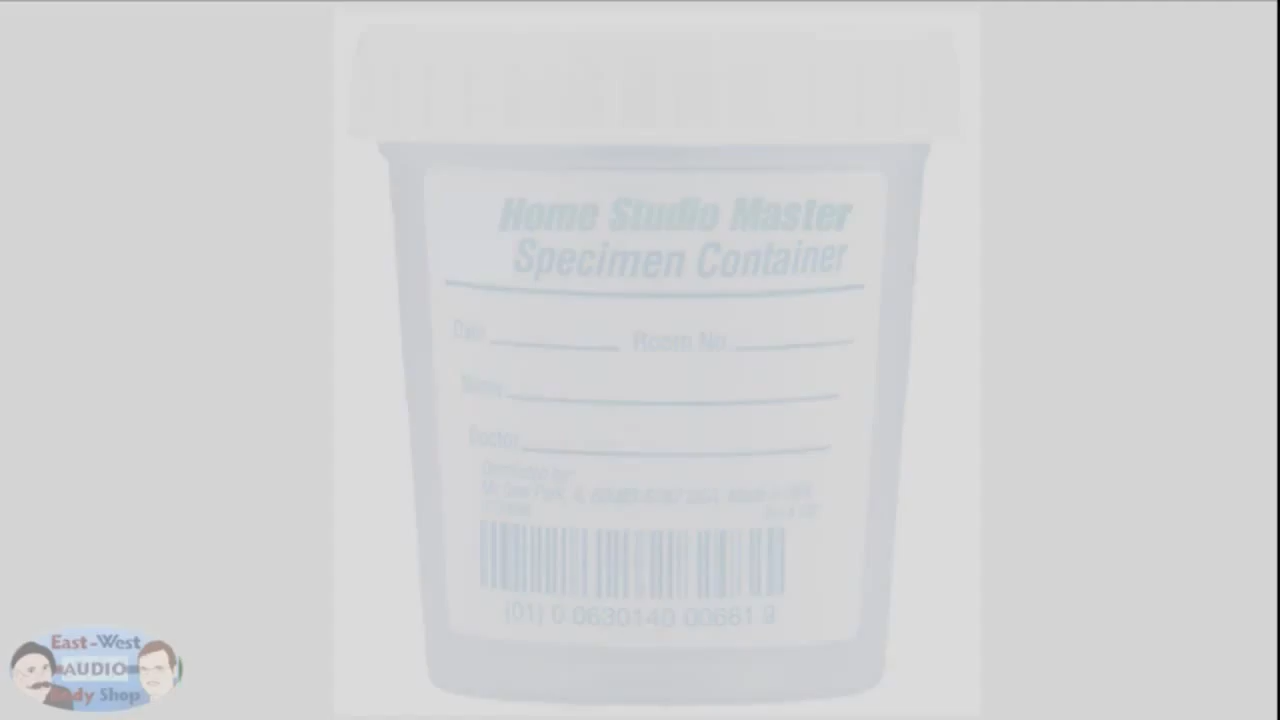 Home Studio Master
Specimen Container
Date Room No.
Name:
Doctor
(01) 0 0630140 00661 9
East-West
AUDIO
Body Shop